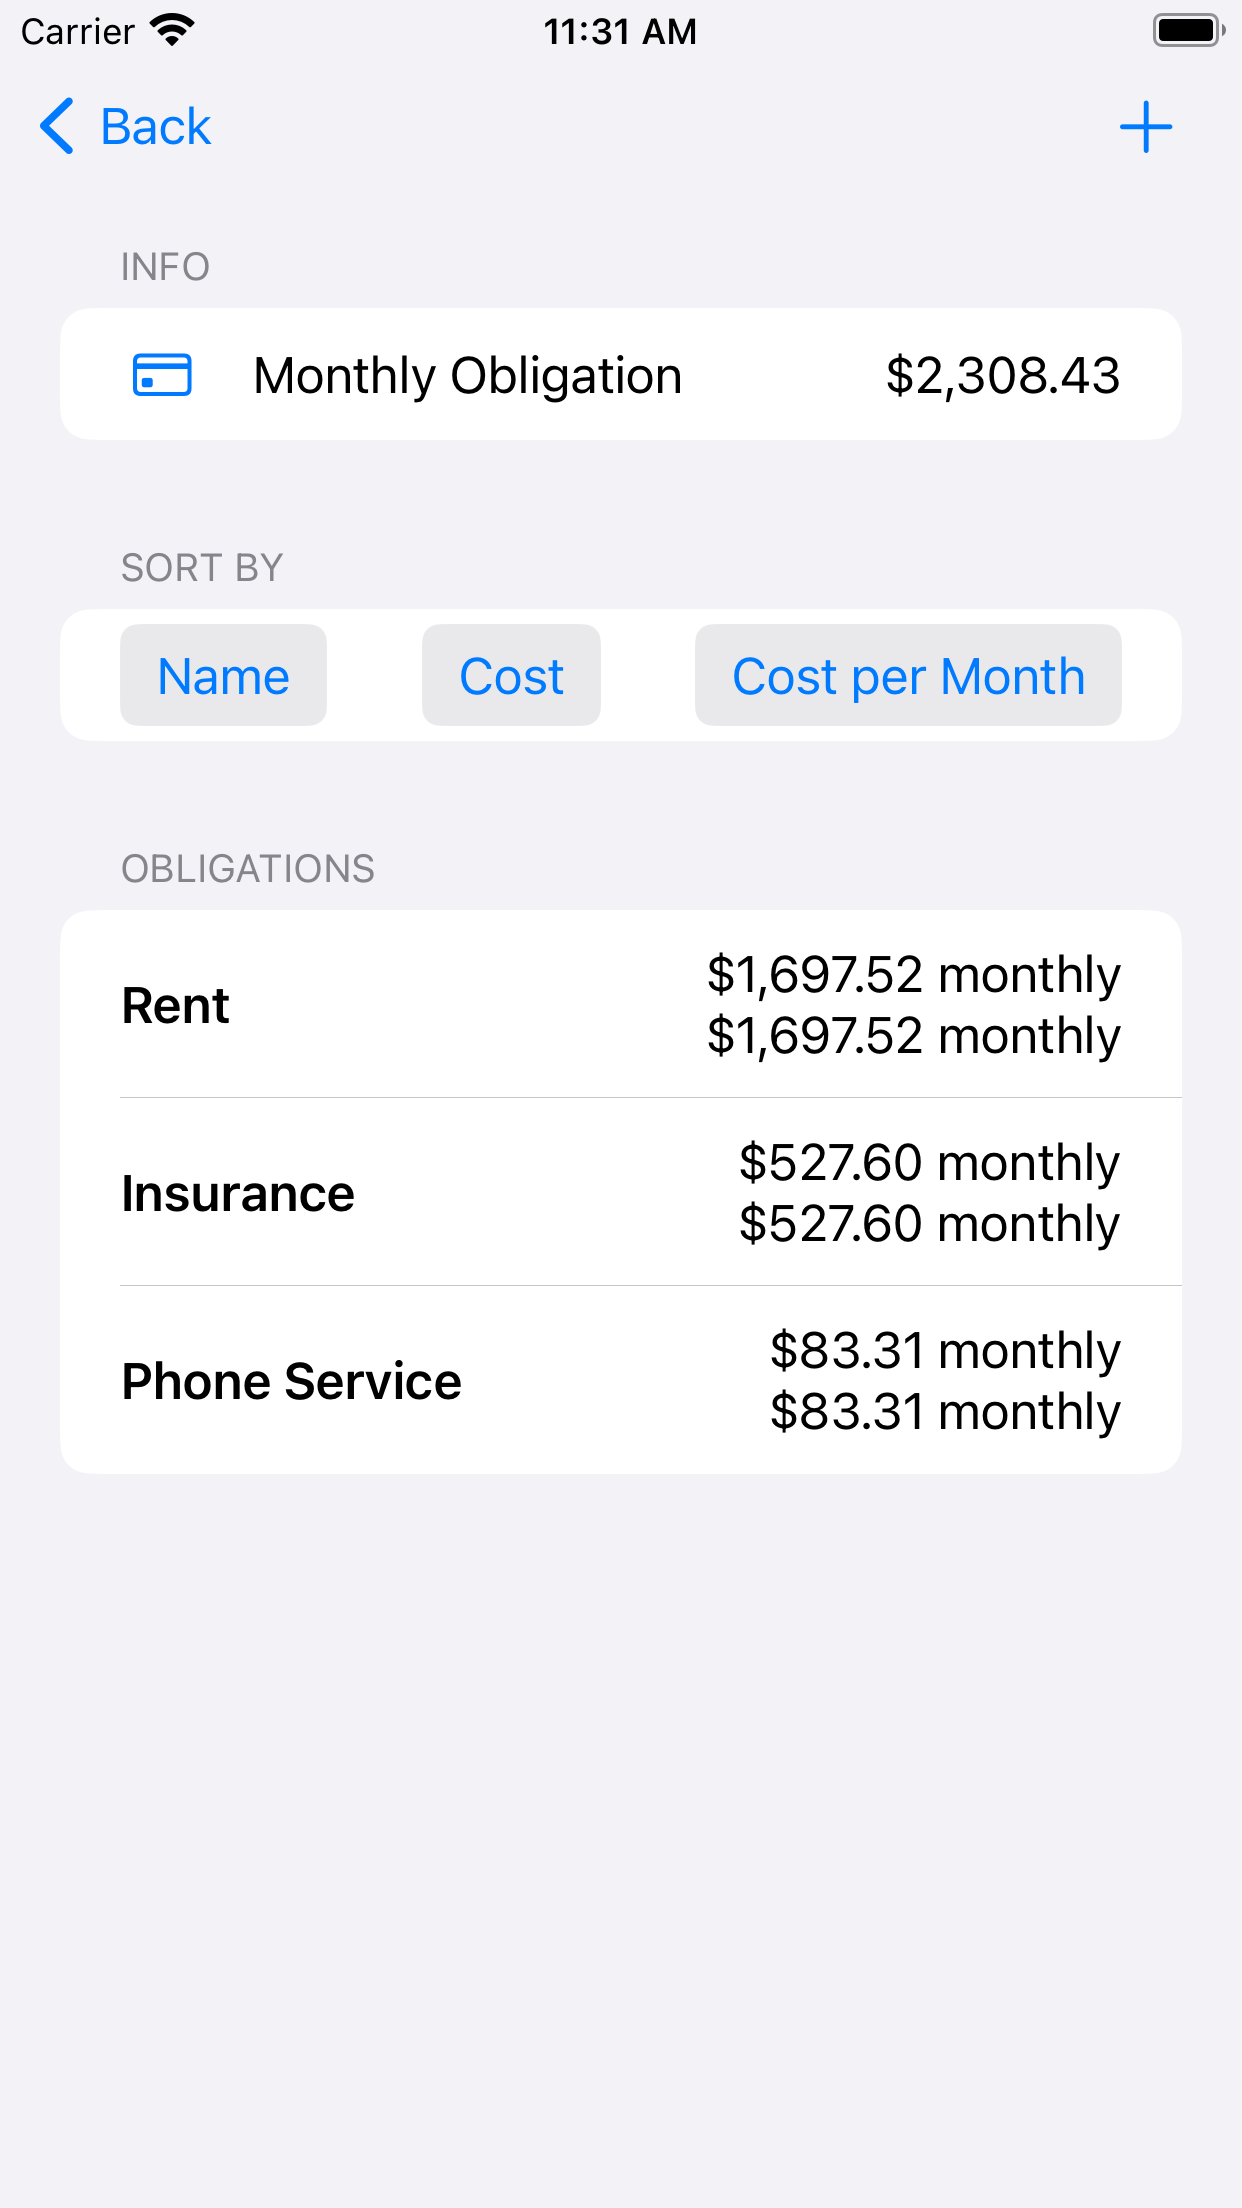 Carrier 11:31 AM
Back
INFO
Monthly Obligation $2,308.43
SORT BY
Name Cost Cost per Month
OBLIGATIONS
Rent
$1,697.52 monthly
$1,697.52 monthly
Insurance
$527.60 monthly
$527.60 monthly
Phone Service
$83.31 monthly
$83.31 monthly